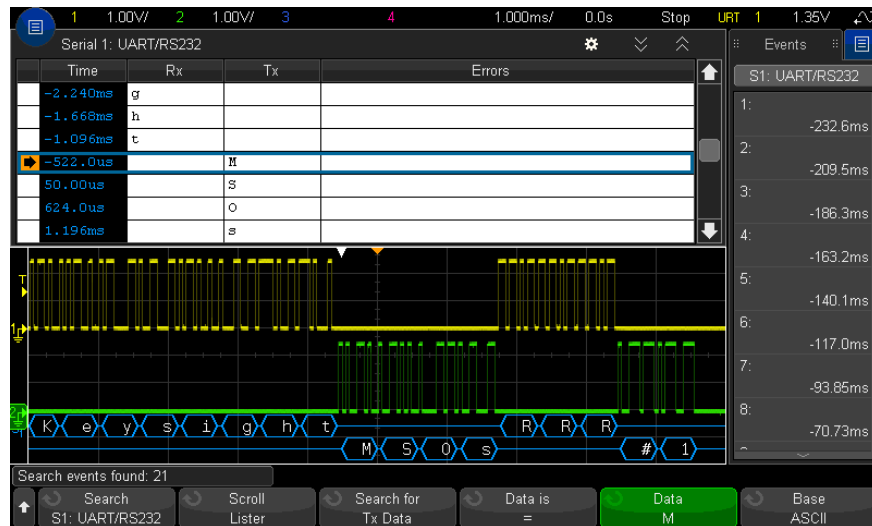 1 1.00V/ 2 1.00V/ 3 4 1.000ms/ 0.0s Stop URT 1 1.35V
Serial 1: UART/RS232
Time Rx Tx Errors
-2.240ms g
-1.668ms h
-1.096ms t
-522.0us M
50.00us S
624.0us O
1.196ms s
Events
S1: UART/RS232
1:
-232.6ms
2:
-209.5ms
3:
-186.3ms
4:
-163.2ms
5:
-140.1ms
6:
-117.0ms
7:
-93.85ms
8:
-70.73ms
T
1
2
K e y s i g h t R R R
M S O s # 1
Search events found: 21
Search Scroll Search for Data is Data Base
S1: UART/RS232 Lister Tx Data = M ASCII